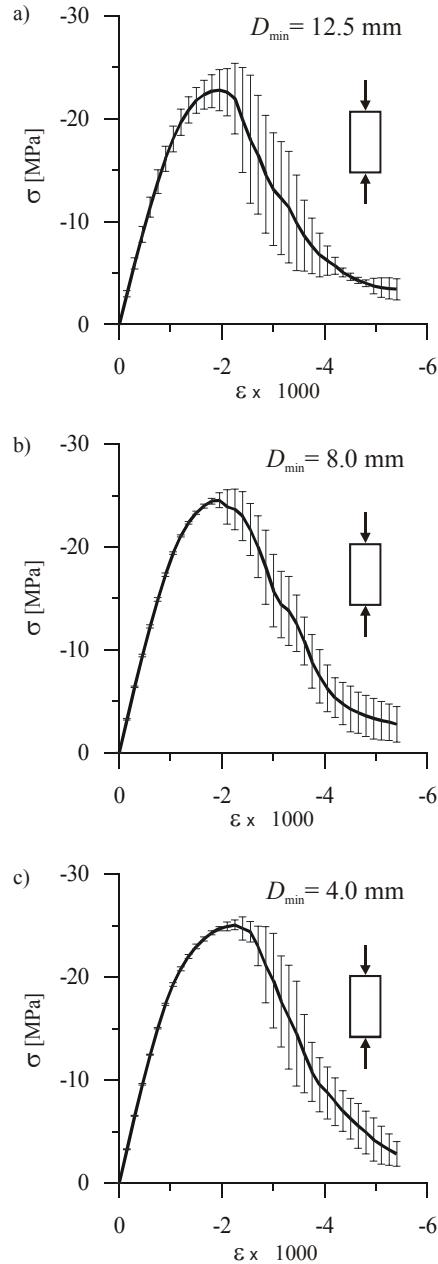 a)
D_min = 12.5 mm
-30
-20
-10
0
σ [MPa]
0 -2 -4 -6
ε x 1000
b)
D_min = 8.0 mm
-30
-20
-10
0
σ [MPa]
0 -2 -4 -6
ε x 1000
c)
D_min = 4.0 mm
-30
-20
-10
0
σ [MPa]
0 -2 -4 -6
ε x 1000